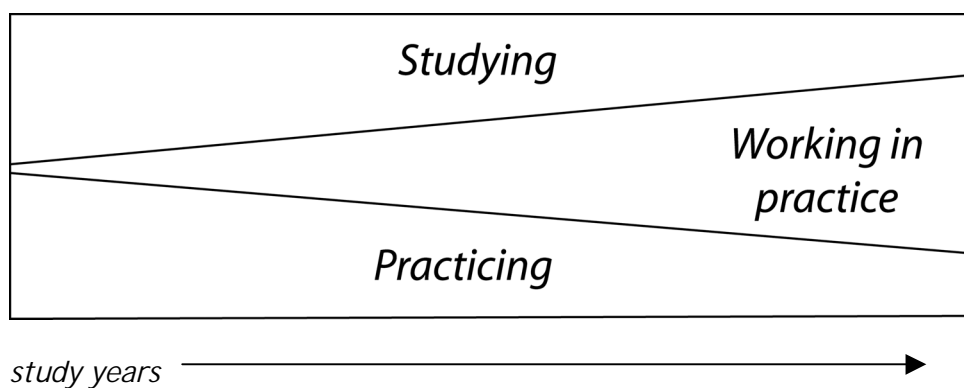 Studying
Working in
practice
Practicing
study years